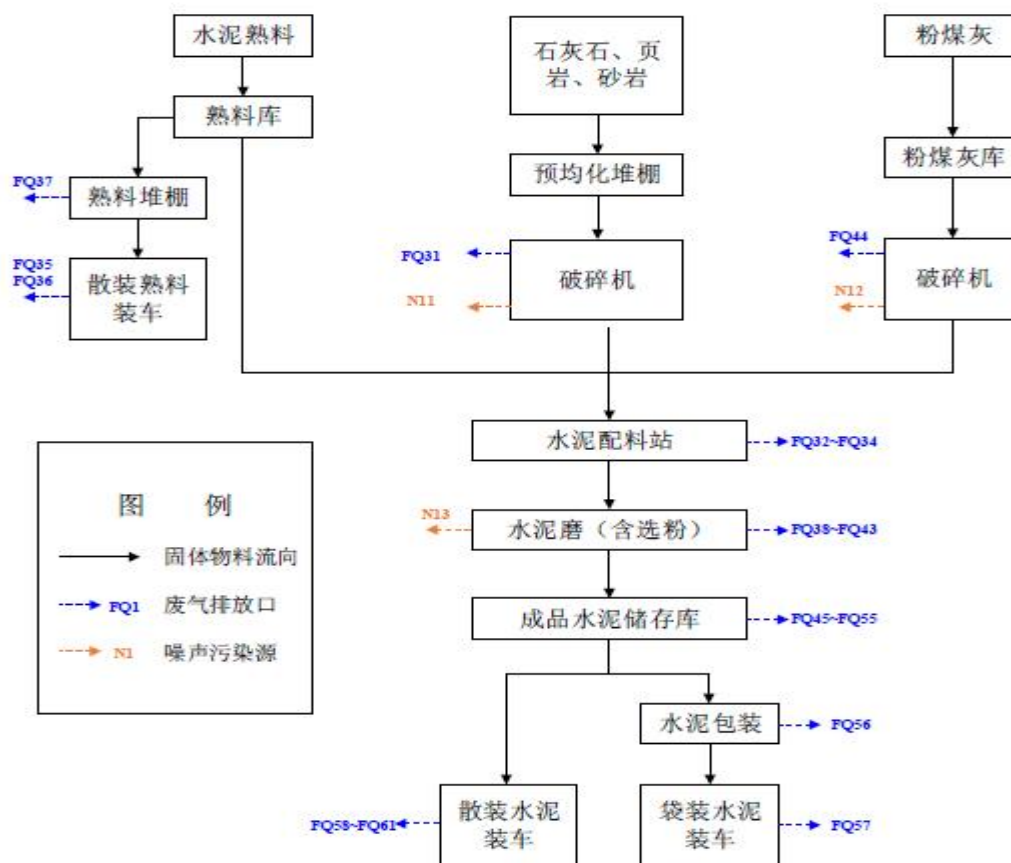 水泥熟料
石灰石、页
岩、砂岩
粉煤灰
熟料库
粉煤灰库
预均化堆棚
FQ37
熟料堆棚
FQ35
FQ36
散装熟料
装车
FQ31
N11
破碎机
FQ44
N12
破碎机
水泥配料站
FQ32~FQ34
N13
水泥磨（含选粉）
FQ38~FQ43
成品水泥储存库
FQ45~FQ55
图 例
固体物料流向
FQ1
废气排放口
N1
噪声污染源
水泥包装
FQ56
FQ58~FQ61
散装水泥
装车
袋装水泥
装车
FQ57